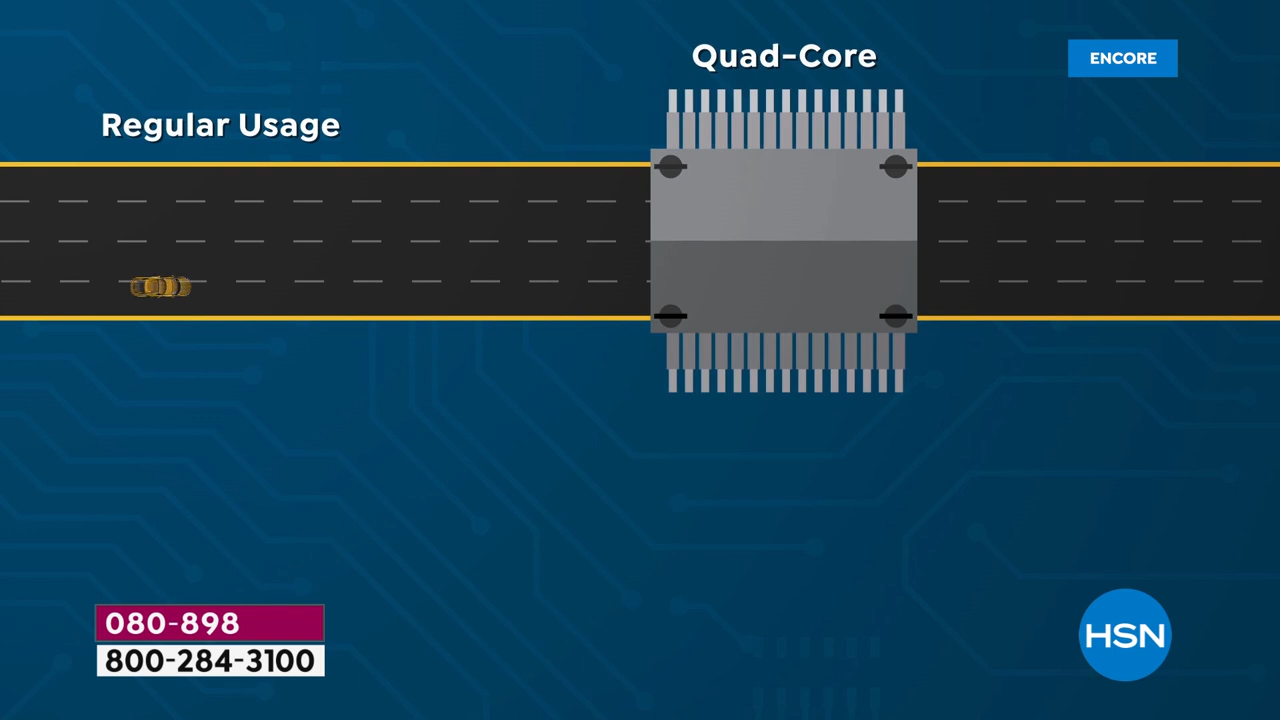 Quad-Core
ENCORE
Regular Usage
080-898
800-284-3100
HSN